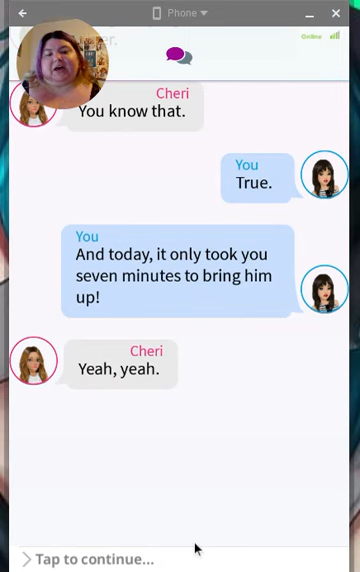 Phone
Online
Cheri
You know that.
You
True.
You
And today, it only took you
seven minutes to bring him
up!
Cheri
Yeah, yeah.
Tap to continue...